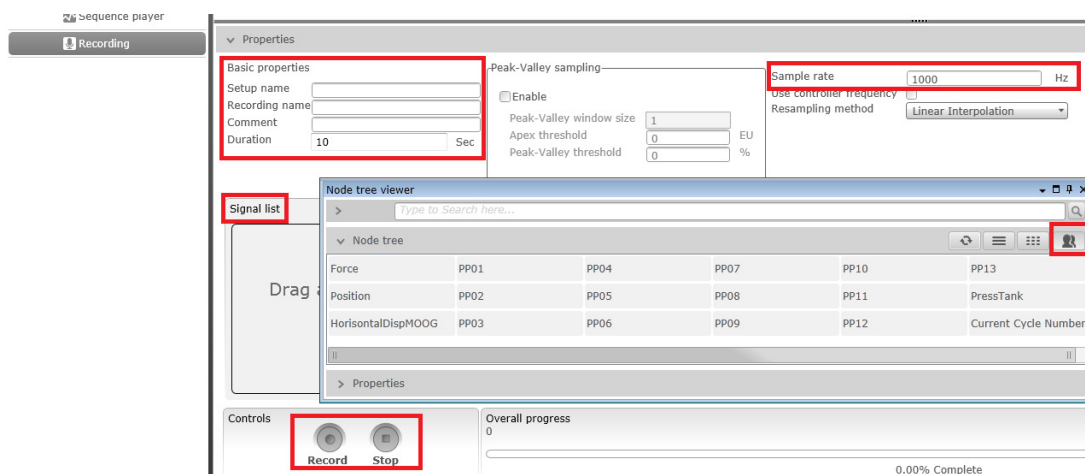 Sequence player
Recording
Properties
Basic properties
Setup name
Recording name
Comment
Duration 10 Sec
Peak-Valley sampling
Enable
Peak-Valley window size 1
Apex threshold 0 EU
Peak-Valley threshold 0 %
Sample rate 1000 Hz
Use controller frequency
Resampling method Linear Interpolation
Signal list
Drag
Node tree viewer
Type to Search here...
Node tree
Force PP01 PP04 PP07 PP10 PP13
Position PP02 PP05 PP08 PP11 PressTank
HorisontalDispMOOG PP03 PP06 PP09 PP12 Current Cycle Number
Properties
Controls
Record Stop
Overall progress
0
0.00% Complete